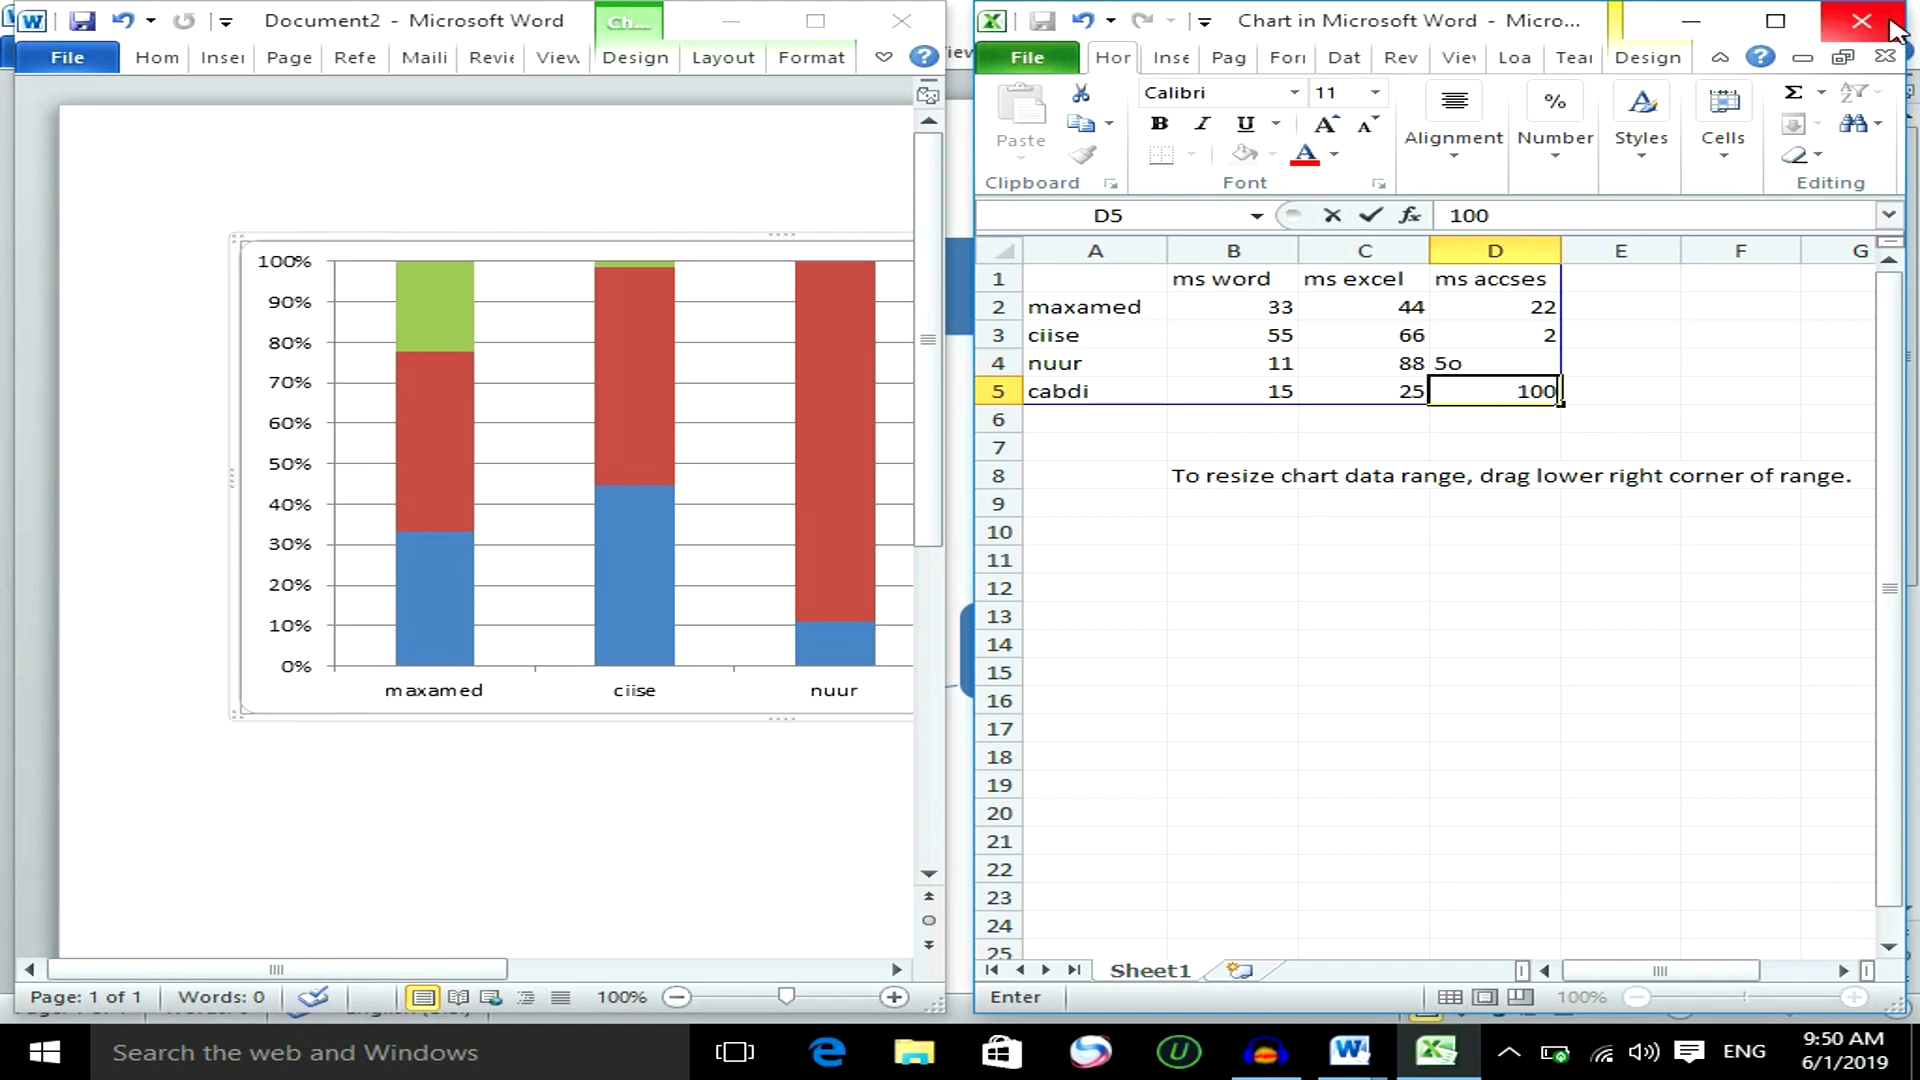 Document2 - Microsoft Word
Ch...
File
Hom
Inser
Page
Refe
Maili
Revie
View
Design
Layout
Format
100%
90%
80%
70%
60%
50%
40%
30%
20%
10%
0%
maxamed
ciise
nuur
Page: 1 of 1
Words: 0
100%
Chart in Microsoft Word - Micro...
File
Hor
Inse
Pag
Fori
Dat
Rev
Viev
Loa
Tear
Design
Paste
Clipboard
Calibri
11
B I U A A
A
Font
Alignment
%
Number
A
Styles
Cells
Σ
Editing
D5
fx
100
A B C D E F G
1 ms word ms excel ms accses
2 maxamed 33 44 22
3 ciise 55 66 2
4 nuur 11 88 5o
5 cabdi 15 25 100
6
7
8 To resize chart data range, drag lower right corner of range.
9
10
11
12
13
14
15
16
17
18
19
20
21
22
23
24
25
Sheet1
Enter
100%
Search the web and Windows
ENG
9:50 AM
6/1/2019